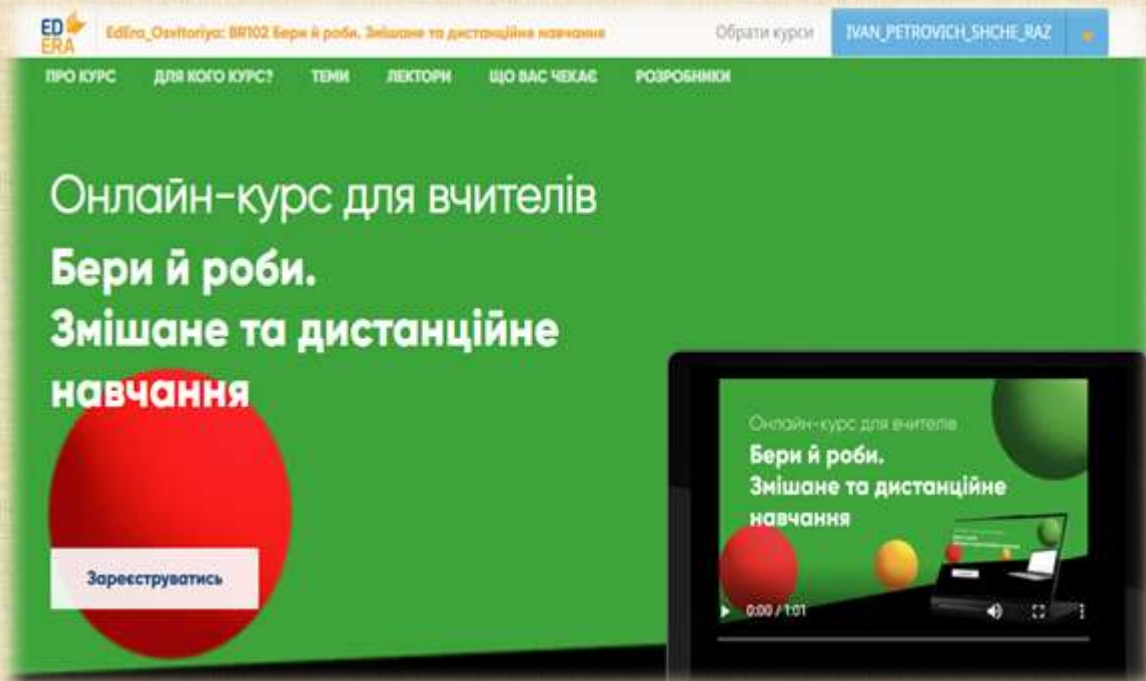 ED
ERA
EdEra_Osvitoriya: BR102 Бери й роби. Змішане та дистанційне навчання
Обрати курси
IVAN_PETROVICH_SHCHE_RAZ
ПРО КУРС ДЛЯ КОГО КУРС? ТЕМИ ЛЕКТОРИ ЩО ВАС ЧЕКАЄ РОЗРОБНИКИ
Онлайн-курс для вчителів
Бери й роби.
Змішане та дистанційне
навчання
Зареєструватись
Онлайн-курс для вчителів
Бери й роби.
Змішане та дистанційне
навчання
0:00 / 1:01